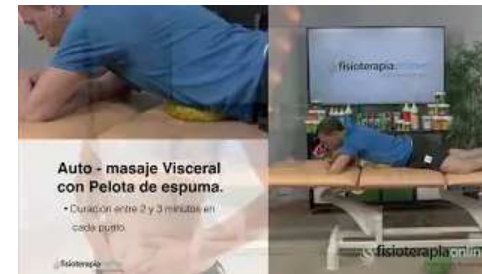 fisioterapia
Auto - masaje Visceral
con Pelota de espuma.
• Duración entre 2 y 3 minutos en
cada punto.
fisioterapia
fisioterapia online